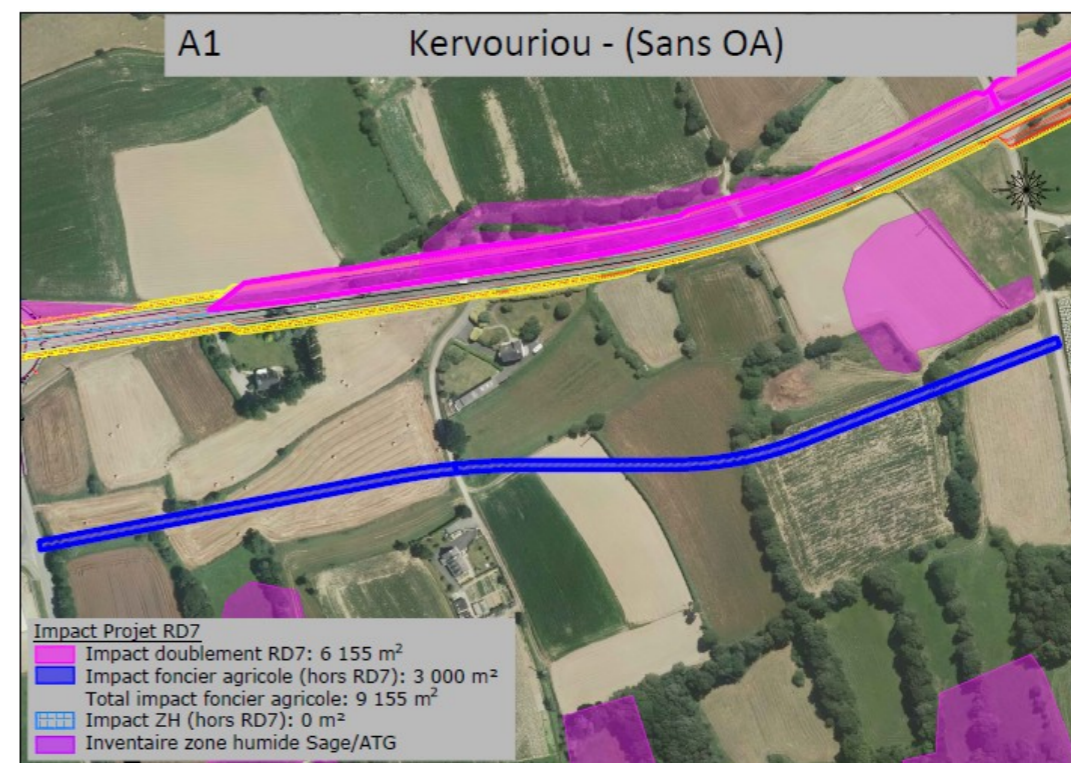 A1 Kervouriou - (Sans OA)
Impact Projet RD7
Impact doublement RD7: 6 155 m²
Impact foncier agricole (hors RD7): 3 000 m²
Total impact foncier agricole: 9 155 m²
Impact ZH (hors RD7): 0 m²
Inventaire zone humide Sage/ATG